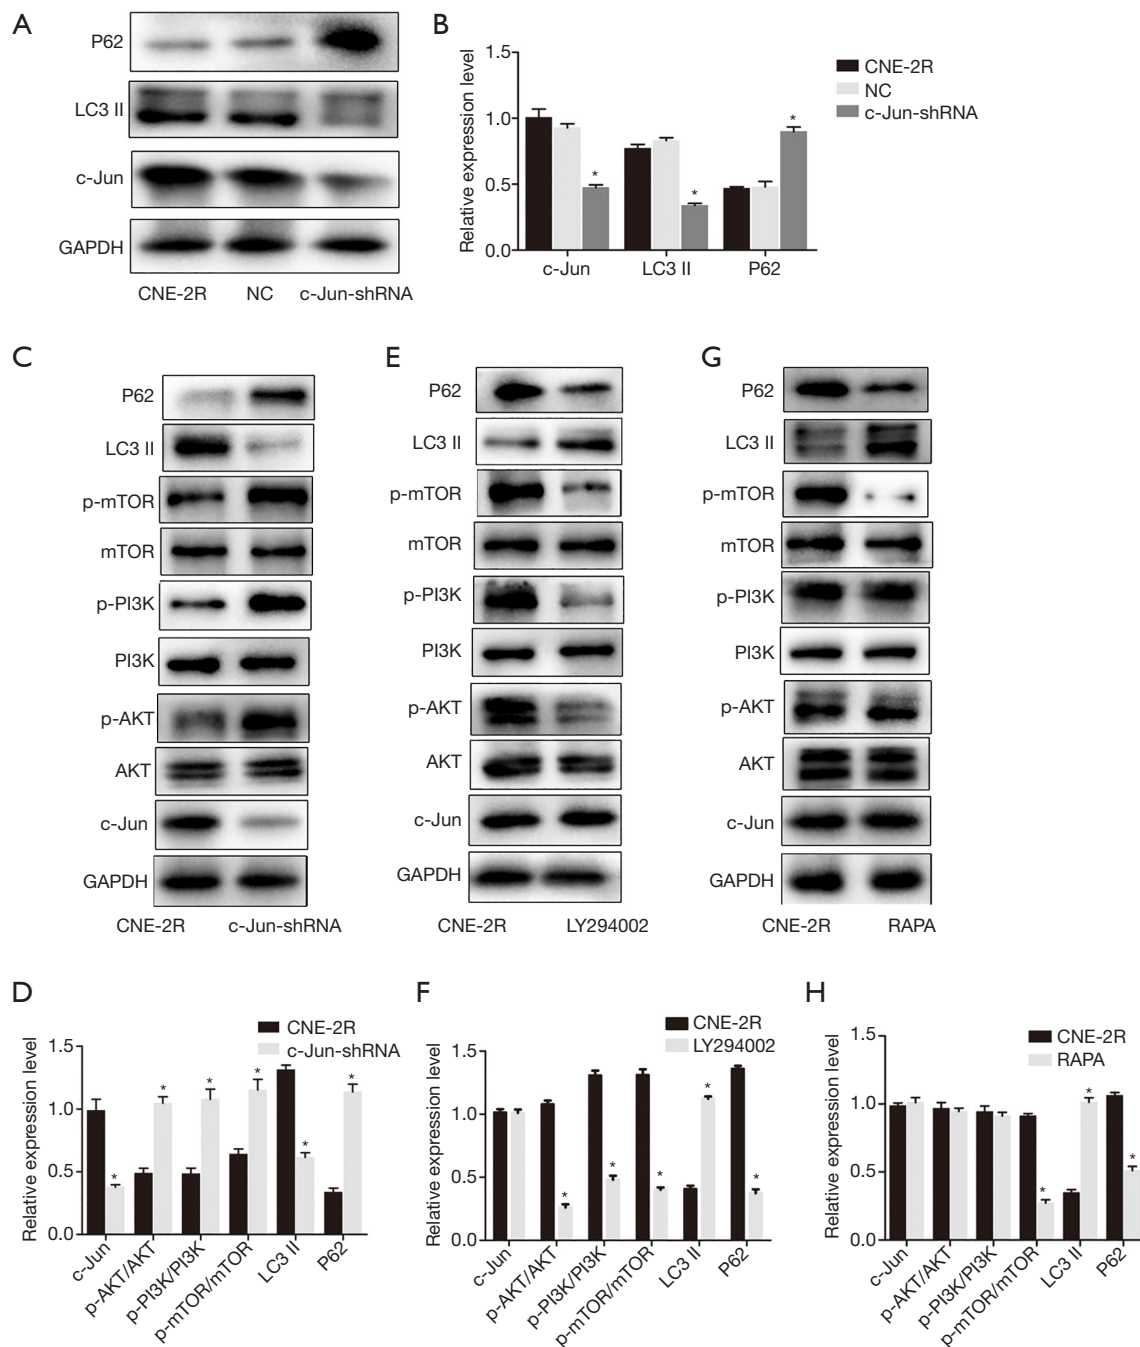 A
P62
LC3 II
c-Jun
GAPDH
CNE-2R NC c-Jun-shRNA
B
Relative expression level
1.5
1.0
0.5
0.0
* * *
c-Jun LC3 II P62
CNE-2R
NC
c-Jun-shRNA
C
P62
LC3 II
p-mTOR
mTOR
p-PI3K
PI3K
p-AKT
AKT
c-Jun
GAPDH
CNE-2R c-Jun-shRNA
E
P62
LC3 II
p-mTOR
mTOR
p-PI3K
PI3K
p-AKT
AKT
c-Jun
GAPDH
CNE-2R LY294002
G
P62
LC3 II
p-mTOR
mTOR
p-PI3K
PI3K
p-AKT
AKT
c-Jun
GAPDH
CNE-2R RAPA
D
CNE-2R
c-Jun-shRNA
Relative expression level
1.5
1.0
0.5
0.0
* * * * * *
c-Jun p-AKT/AKT p-PI3K/PI3K p-mTOR/mTOR LC3 II P62
F
CNE-2R
LY294002
Relative expression level
1.5
1.0
0.5
0.0
* * * * *
c-Jun p-AKT/AKT p-PI3K/PI3K p-mTOR/mTOR LC3 II P62
H
CNE-2R
RAPA
Relative expression level
1.5
1.0
0.5
0.0
* * *
c-Jun p-AKT/AKT p-PI3K/PI3K p-mTOR/mTOR LC3 II P62